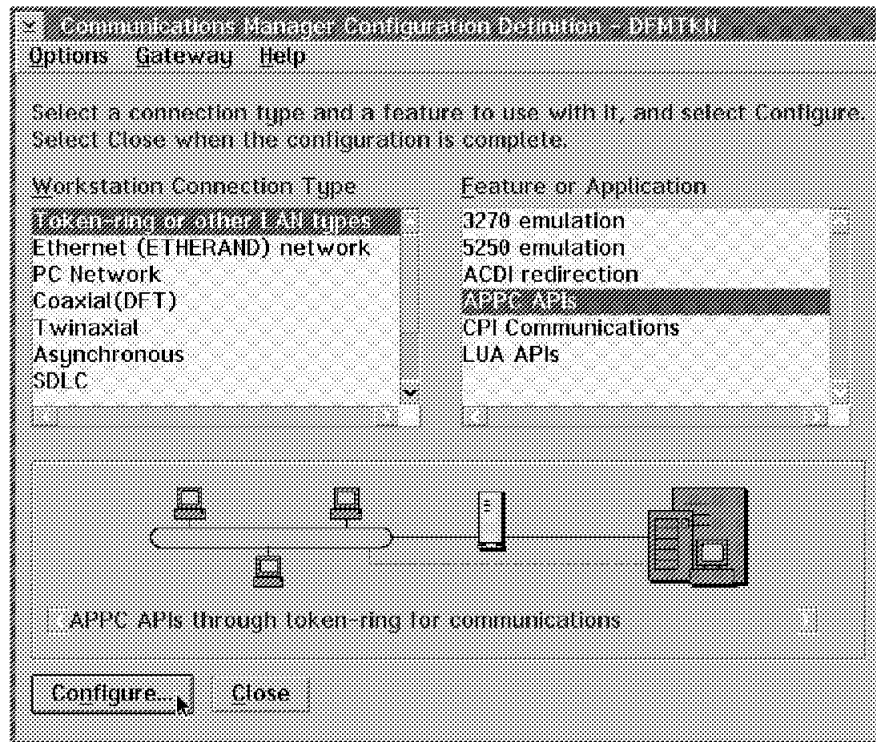 Communications Manager Configuration Definition - DFMTKN
Options Gateway Help
Select a connection type and a feature to use with it, and select Configure.
Select Close when the configuration is complete.
Workstation Connection Type
Token-ring or other LAN types
Ethernet (ETHERAND) network
PC Network
Coaxial(DFT)
Twinaxial
Asynchronous
SDLC
Feature or Application
3270 emulation
5250 emulation
ACDI redirection
APPC APIs
CPI Communications
LUA APIs
APPC APIs through token-ring for communications
Configure... Close